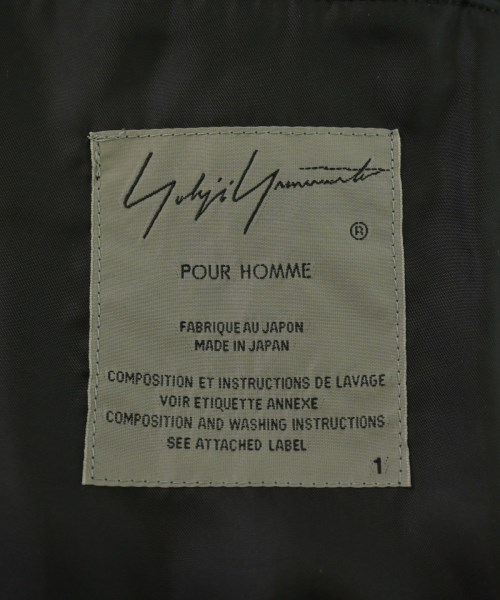 Yohji Yamamoto
®
POUR HOMME
FABRIQUE AU JAPON
MADE IN JAPAN
COMPOSITION ET INSTRUCTIONS DE LAVAGE
VOIR ETIQUETTE ANNEXE
COMPOSITION AND WASHING INSTRUCTIONS
SEE ATTACHED LABEL
1